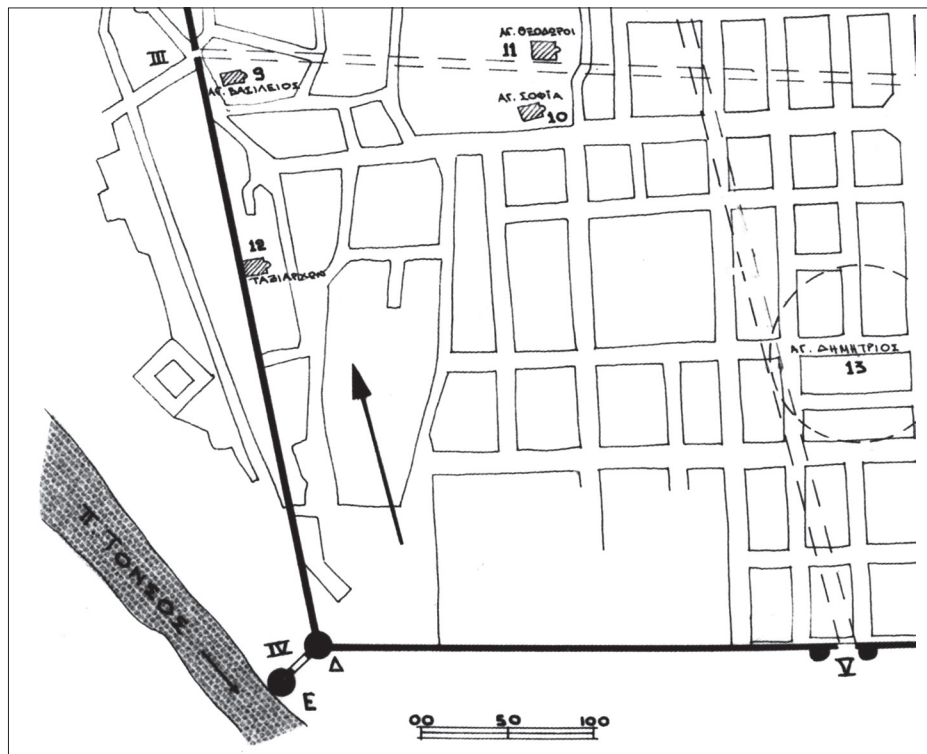 III
9
ΑΓ. ΒΑΣΙΛΕΙΟΣ
ΑΓ. ΘΕΟΔΩΡΟΙ
11
ΑΓ. ΣΟΦΙΑ
10
12
ΤΑΞΙΑΡΧΩΝ
ΑΓ. ΔΗΜΗΤΡΙΟΣ
13
Π. ΤΟΝΖΟΣ
IV
Δ
Ε
V
00 50 100